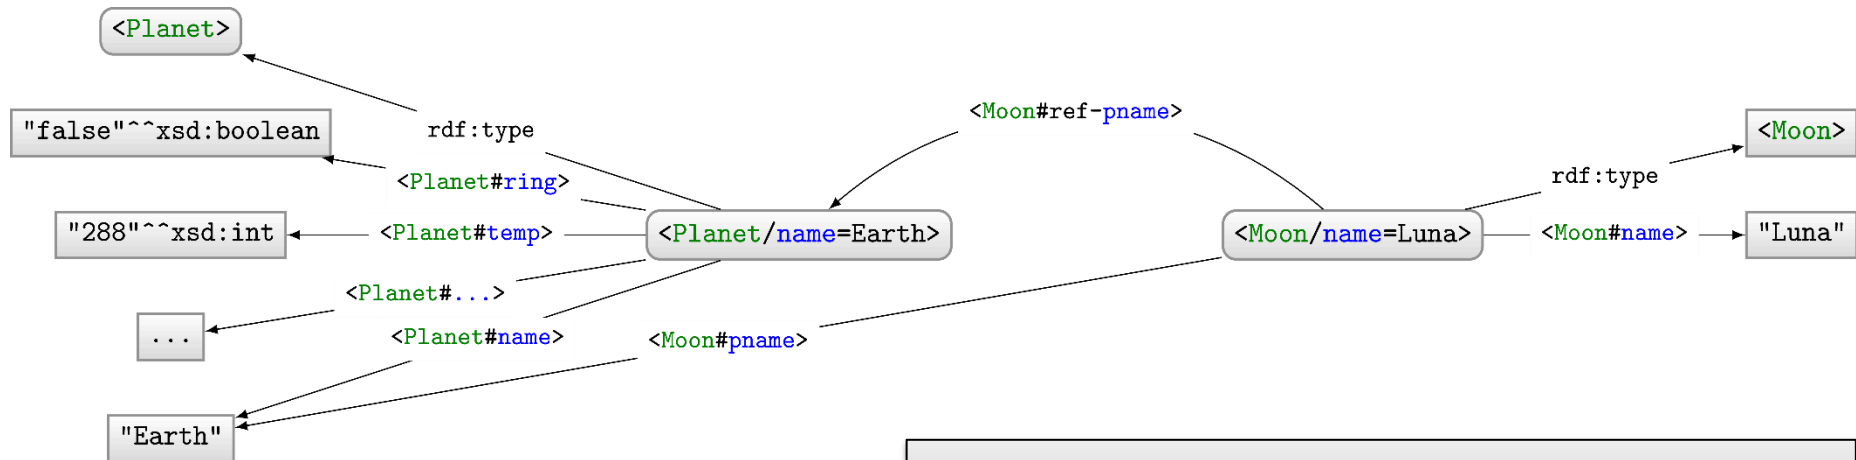 <Planet>
<Moon#ref-pname>
"false"^^xsd:boolean
rdf:type
<Moon>
rdf:type
<Planet#ring>
"288"^^xsd:int
<Planet#temp>
<Planet/name=Earth>
<Moon/name=Luna>
<Moon#name>
"Luna"
<Planet#...>
...
<Planet#name>
<Moon#pname>
"Earth"